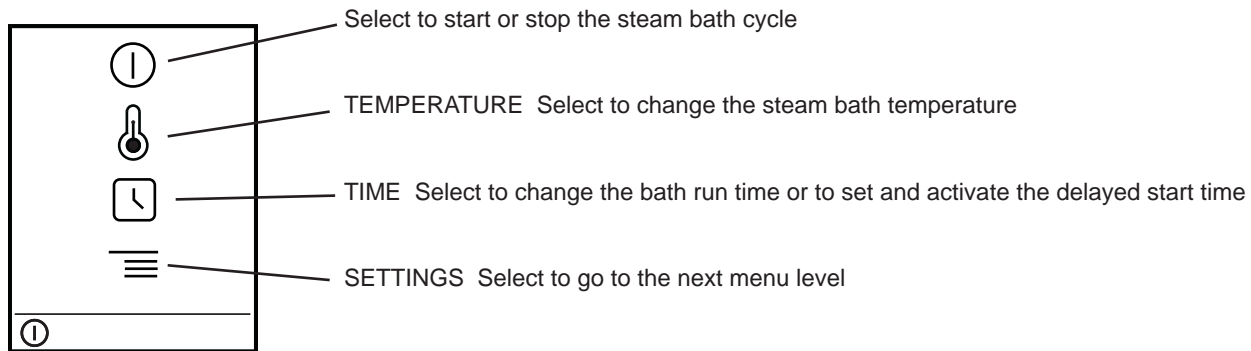 Select to start or stop the steam bath cycle
TEMPERATURE Select to change the steam bath temperature
TIME Select to change the bath run time or to set and activate the delayed start time
SETTINGS Select to go to the next menu level